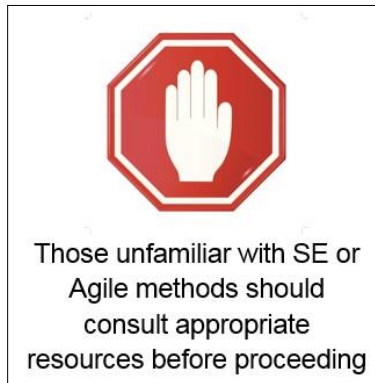 Those unfamiliar with SE or
Agile methods should
consult appropriate
resources before proceeding